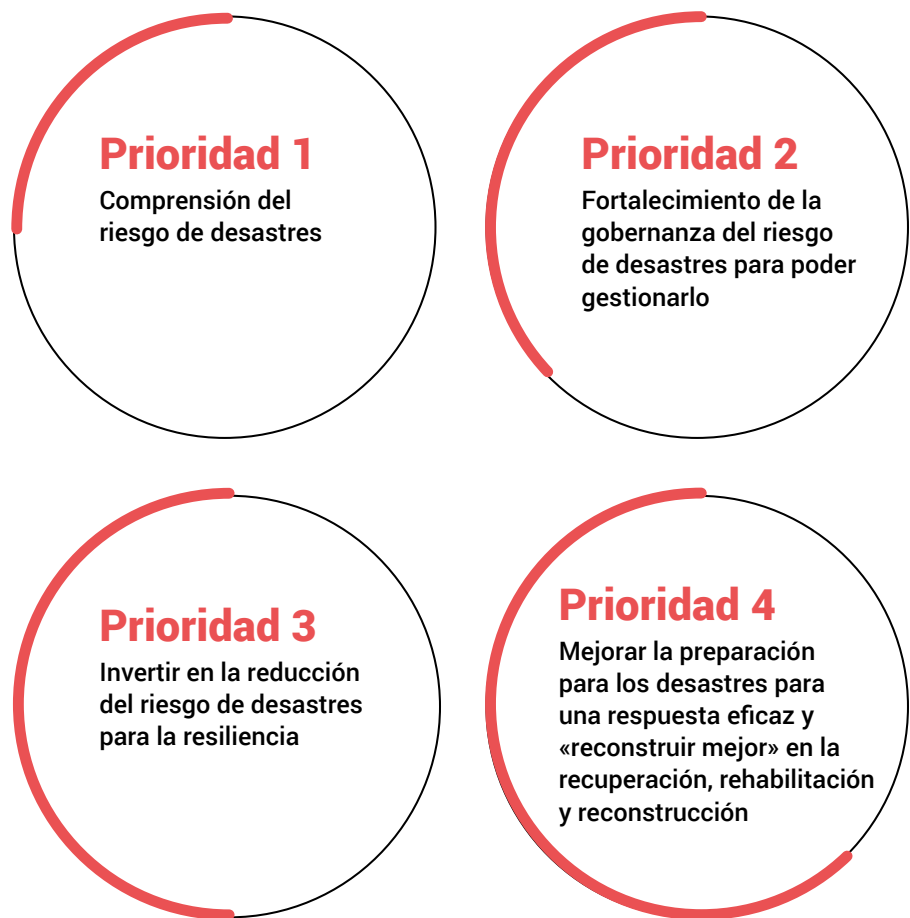 Prioridad 1
Comprensión del
riesgo de desastres
Prioridad 2
Fortalecimiento de la
gobernanza del riesgo
de desastres para poder
gestionarlo
Prioridad 3
Invertir en la reducción
del riesgo de desastres
para la resiliencia
Prioridad 4
Mejorar la preparación
para los desastres para
una respuesta eficaz y
«reconstruir mejor» en la
recuperación, rehabilitación
y reconstrucción